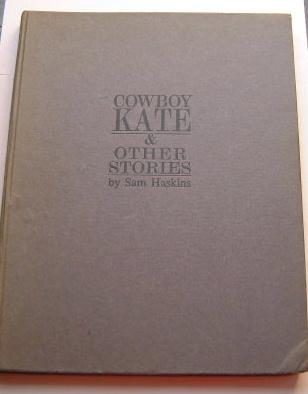 COWBOY
KATE
&
OTHER
STORIES
by Sam Haskins